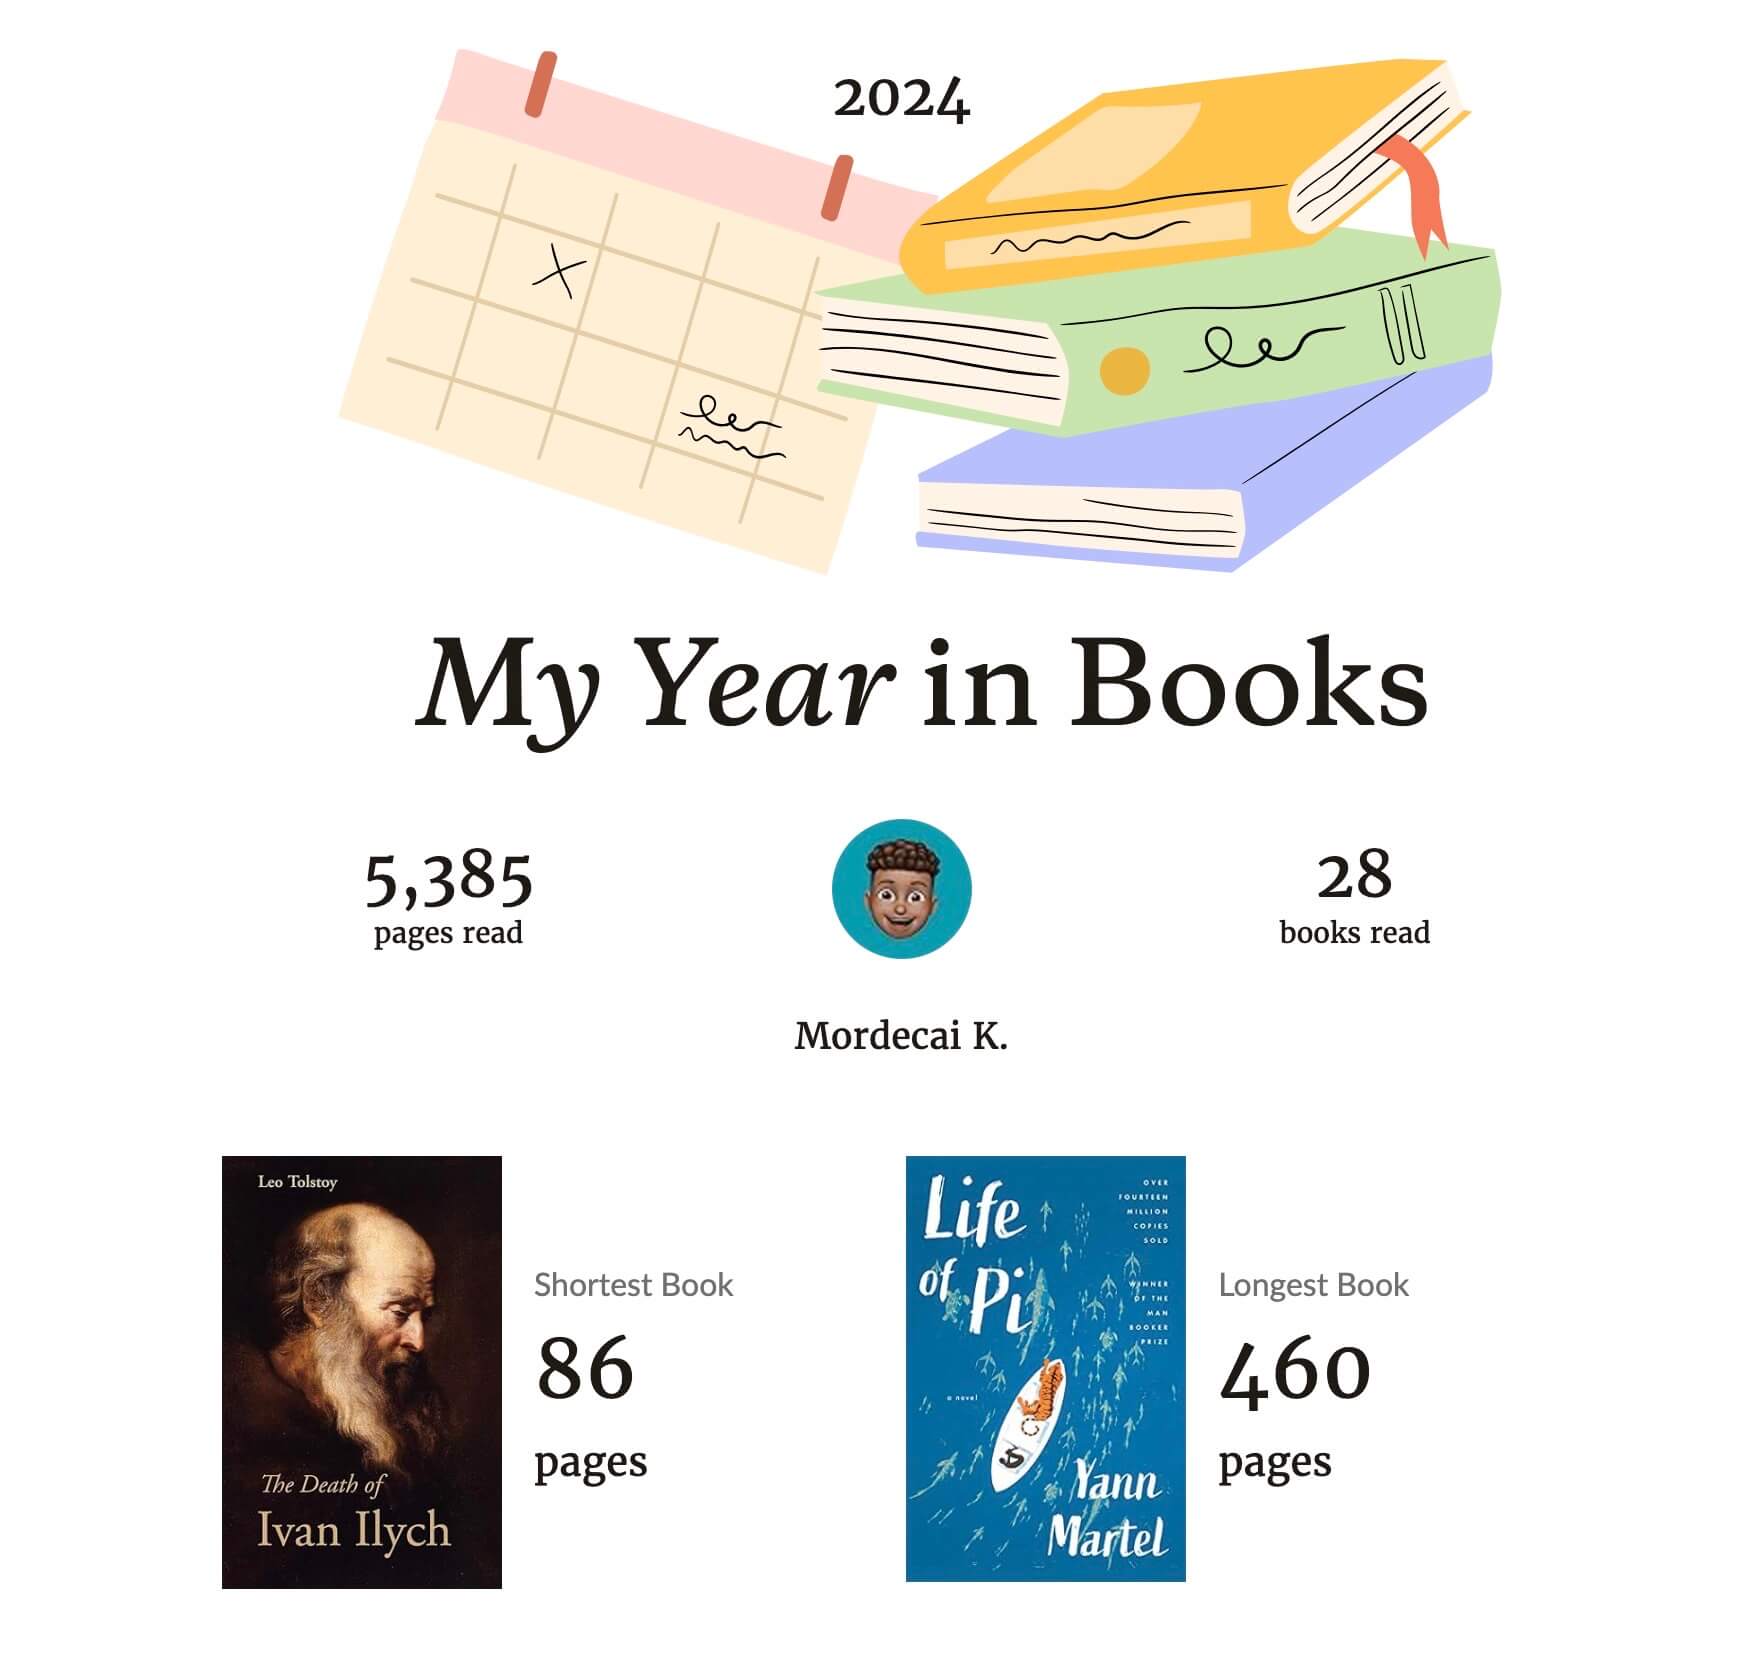 2024
My Year in Books
5,385
pages read
28
books read
Mordecai K.
Leo Tolstoy
The Death of
Ivan Ilych
Shortest Book
86
pages
Life
of Pi
OVER
FOURTEEN
MILLION
COPIES
SOLD
WINNER
OF THE
MAN
BOOKER
PRIZE
a novel
Yann
Martel
Longest Book
460
pages